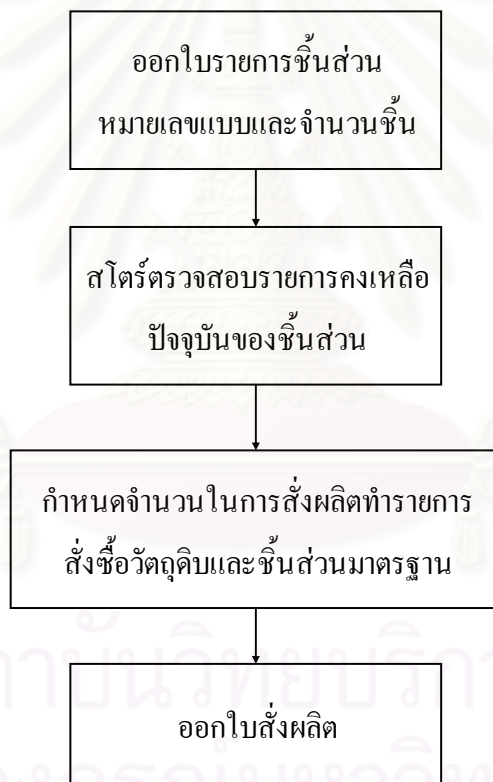 ออกใบรายการชิ้นส่วน
หมายเลขแบบและจำนวนชิ้น
สโตร์ตรวจสอบรายการคงเหลือ
ปัจจุบันของชิ้นส่วน
กำหนดจำนวนในการสั่งผลิตทำรายการ
สั่งซื้อวัตถุดิบและชิ้นส่วนมาตรฐาน
ออกใบสั่งผลิต